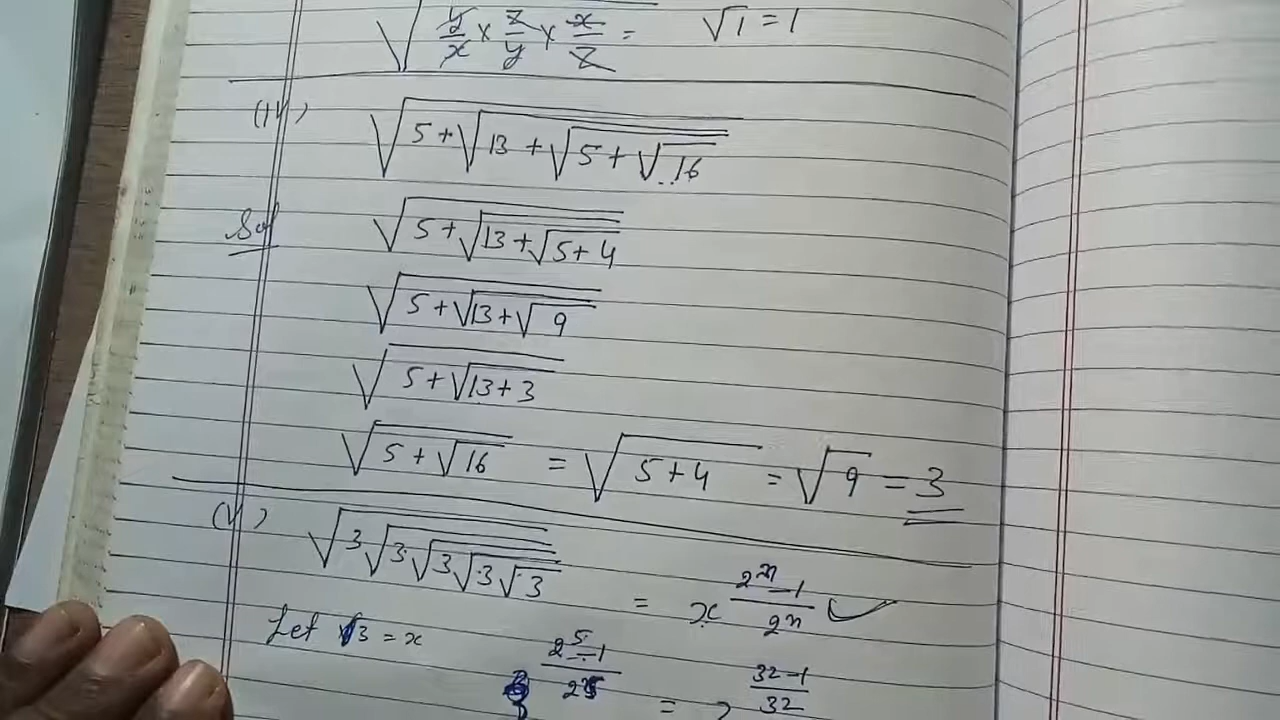 √(y/x × z/y × x/z) = √1 = 1
(IV) √(5+√(13+√(5+√16)))
Sol √(5+√(13+√(5+4)))
√(5+√(13+√9))
√(5+√(13+3))
√(5+√16) = √(5+4) = √9 = 3
(V) √(3√(3√(3√(3√3)))) = x^((2^n-1)/2^n)
Let √3 = x
2^5-1/2^5 = 32-1/32